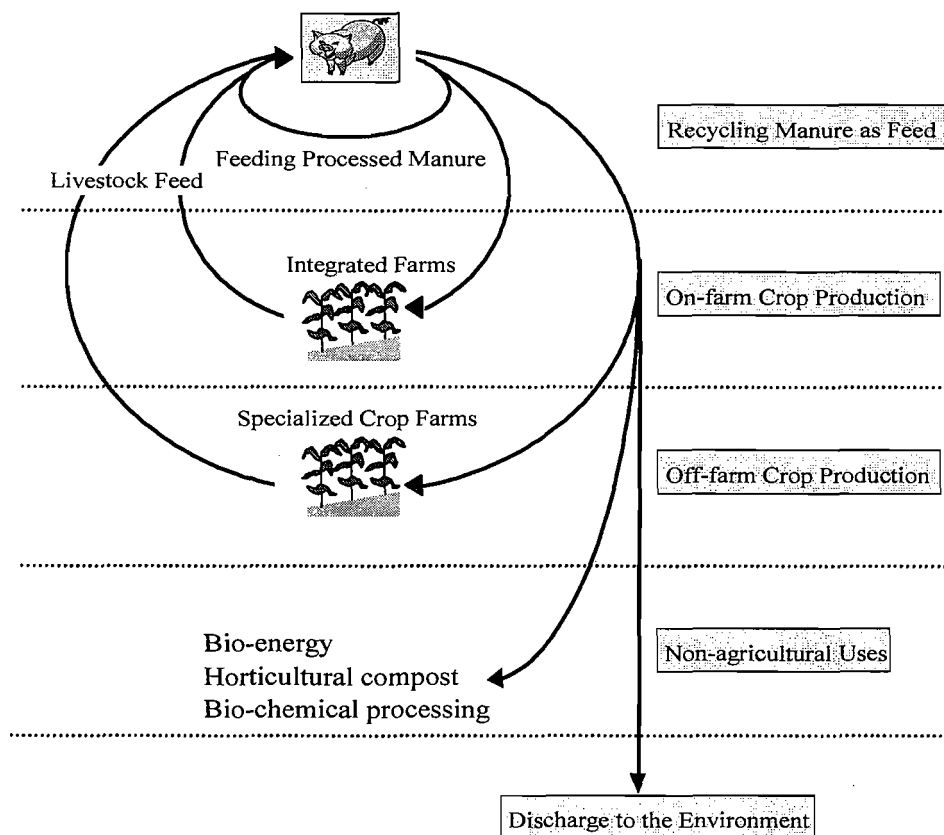 Recycling Manure as Feed
Feeding Processed Manure
Livestock Feed
Integrated Farms
On-farm Crop Production
Specialized Crop Farms
Off-farm Crop Production
Bio-energy
Horticultural compost
Bio-chemical processing
Non-agricultural Uses
Discharge to the Environment